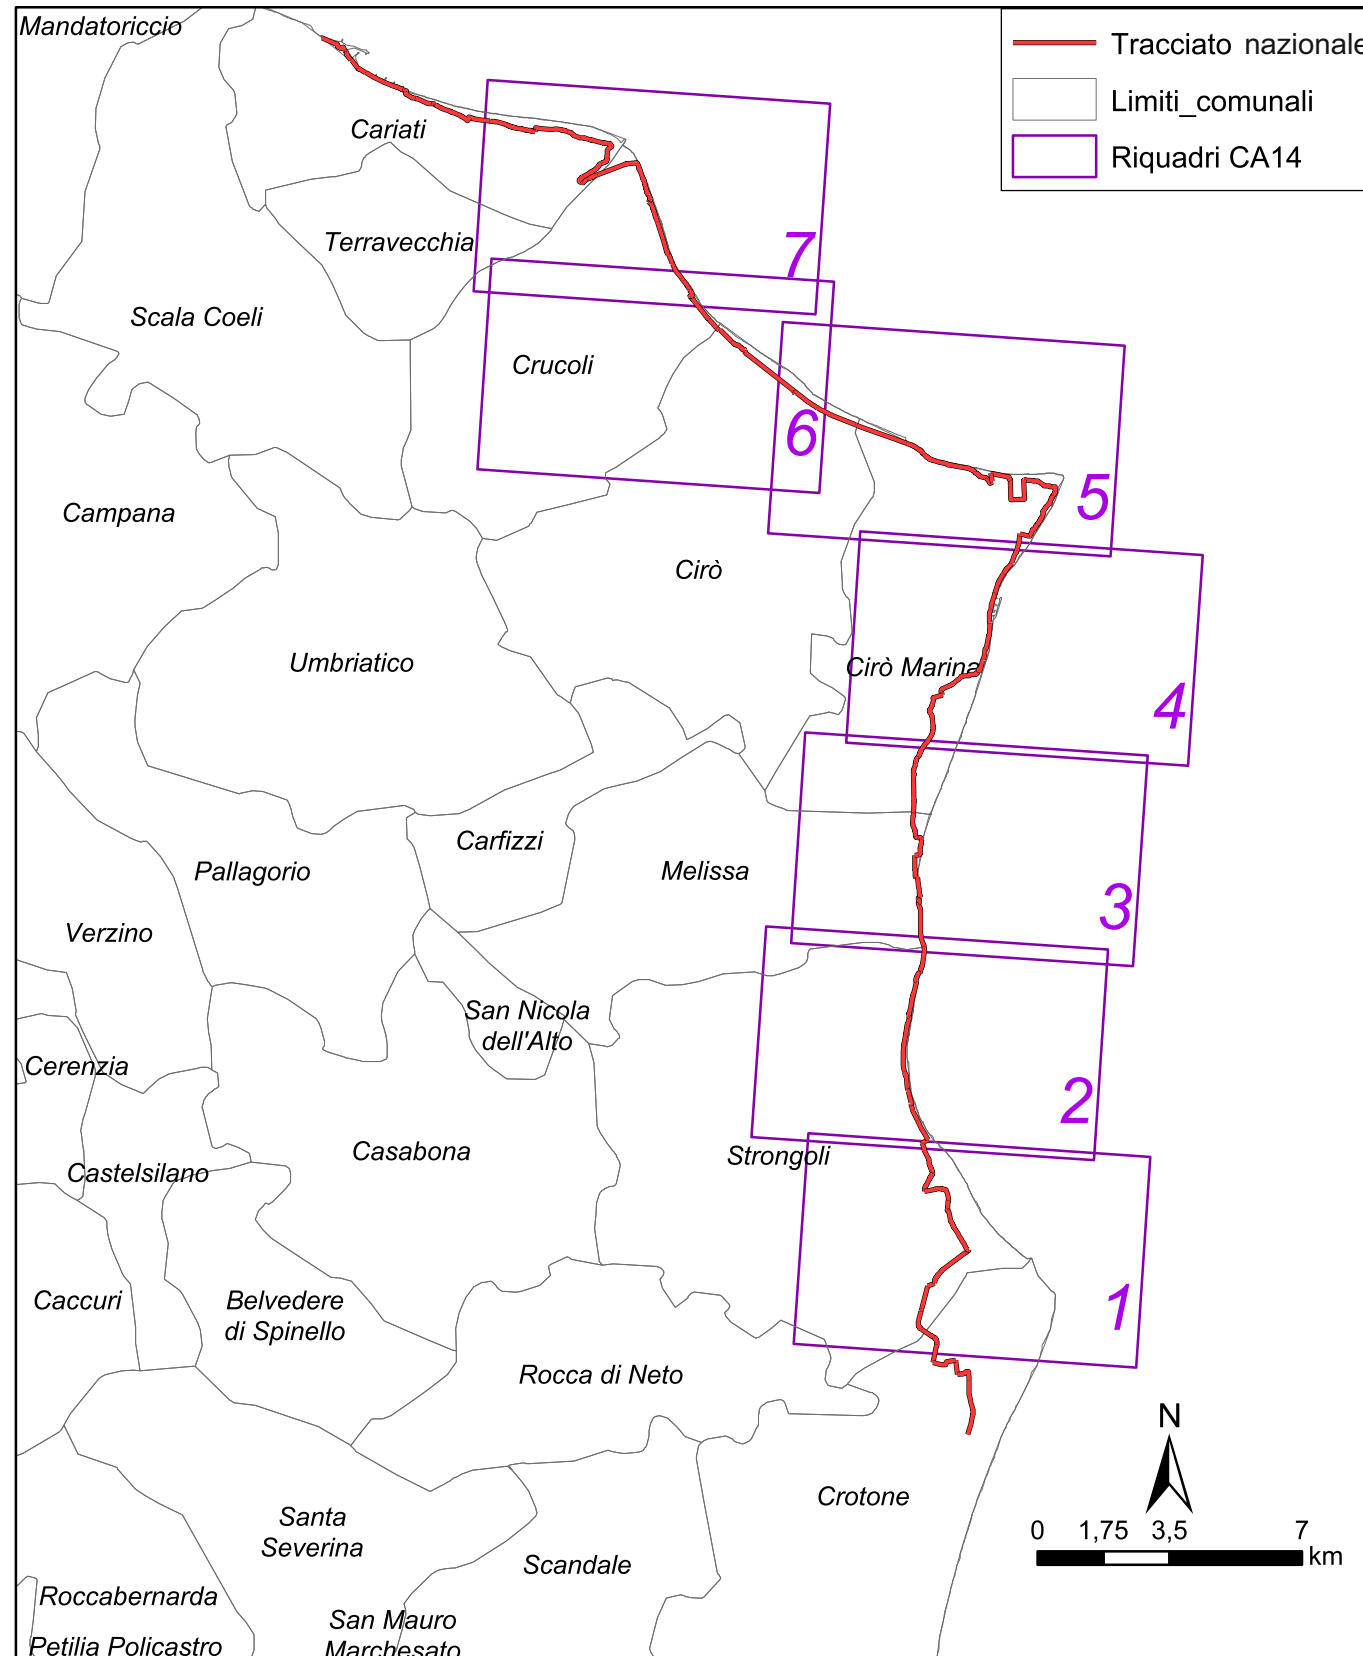 Mandatoriccio
Tracciato nazionale
Limiti_comunali
Riquadri CA14
Cariati
Terravecchia
7
Scala Coeli
Crucoli
6
5
Campana
Cirò
Umbriatico
Cirò Marina
4
Carfizzi
Pallagorio
Melissa
3
Verzino
San Nicola
dell'Alto
Cerenzia
2
Casabona
Strongoli
Castelsilano
Caccuri
Belvedere
di Spinello
1
Rocca di Neto
N
Crotone
Santa
Severina
0 1,75 3,5 7
km
Scandale
Roccabernarda
San Mauro
Marchesato
Petilia Policastro